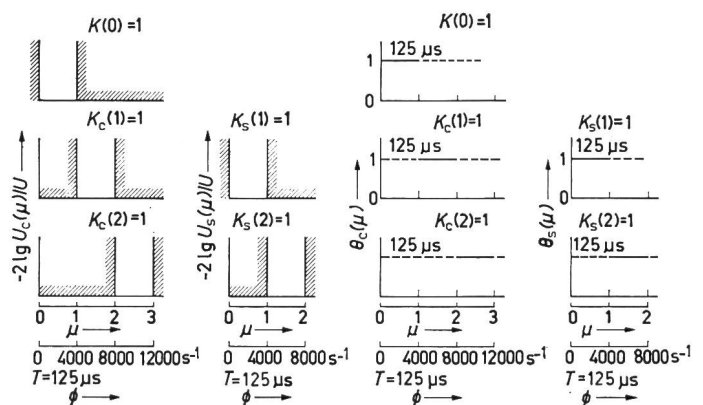 K(0)=1
K(0)=1
125 µs
1
0
Kc(1)=1
Ks(1)=1
Kc(1)=1
Ks(1)=1
125 µs
125 µs
1
0
1
0
Kc(2)=1
Ks(2)=1
Kc(2)=1
Ks(2)=1
125 µs
125 µs
-2 lg Uc(µ)/U
-2 lg Us(µ)/U
θc(µ)
θs(µ)
0 1 2 3
0 1 2
0 1 2 3
0 1 2
µ
µ
µ
µ
0 4000 8000 12000 s⁻¹
0 4000 8000
0 4000 8000 12000 s⁻¹
0 8000 s⁻¹
T=125 µs
T=125 µs
T=125 µs
T=125 µs
ϕ
ϕ
ϕ
ϕ